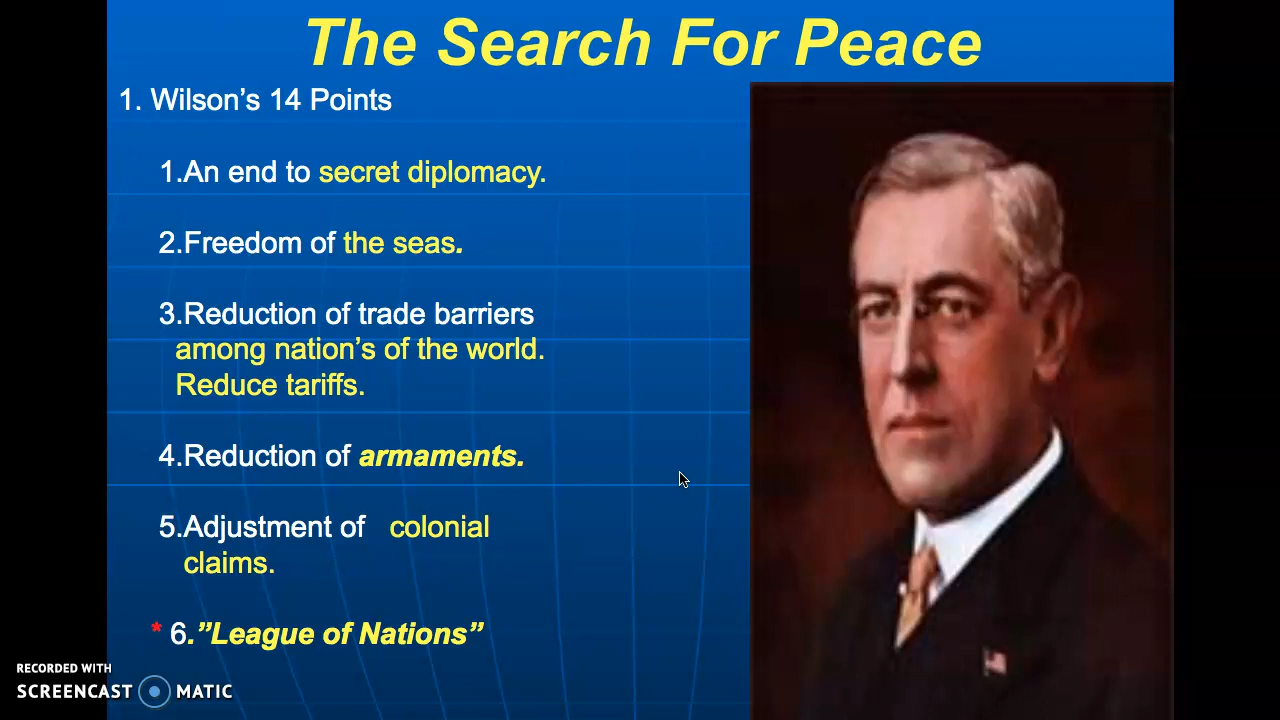 The Search For Peace
1. Wilson’s 14 Points
1.An end to secret diplomacy.
2.Freedom of the seas.
3.Reduction of trade barriers
among nation’s of the world.
Reduce tariffs.
4.Reduction of armaments.
5.Adjustment of colonial
claims.
* 6.”League of Nations”
RECORDED WITH
SCREENCAST MATIC